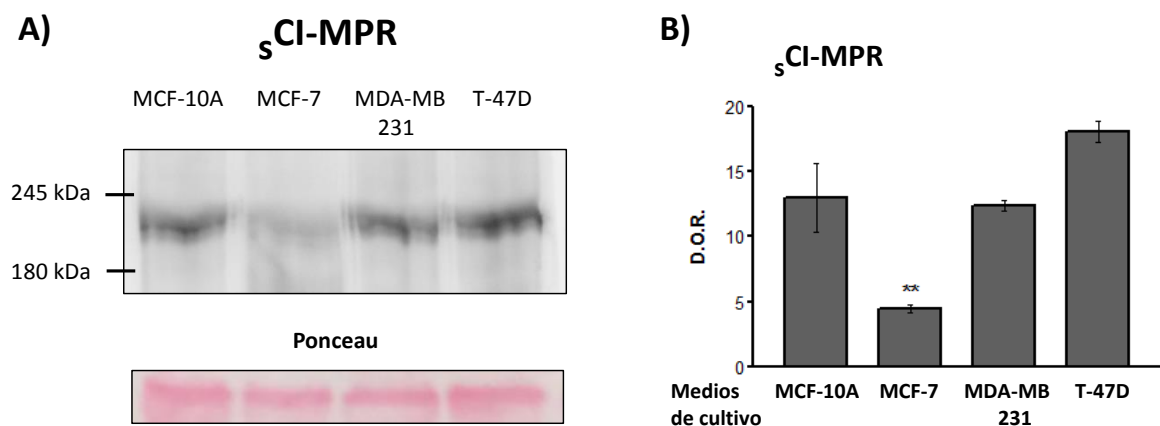 A)
sCI-MPR
MCF-10A MCF-7 MDA-MB 231 T-47D
245 kDa
180 kDa
Ponceau
B)
sCI-MPR
20
15
10
5
0
D.O.R.
**
Medios de cultivo
MCF-10A MCF-7 MDA-MB 231 T-47D